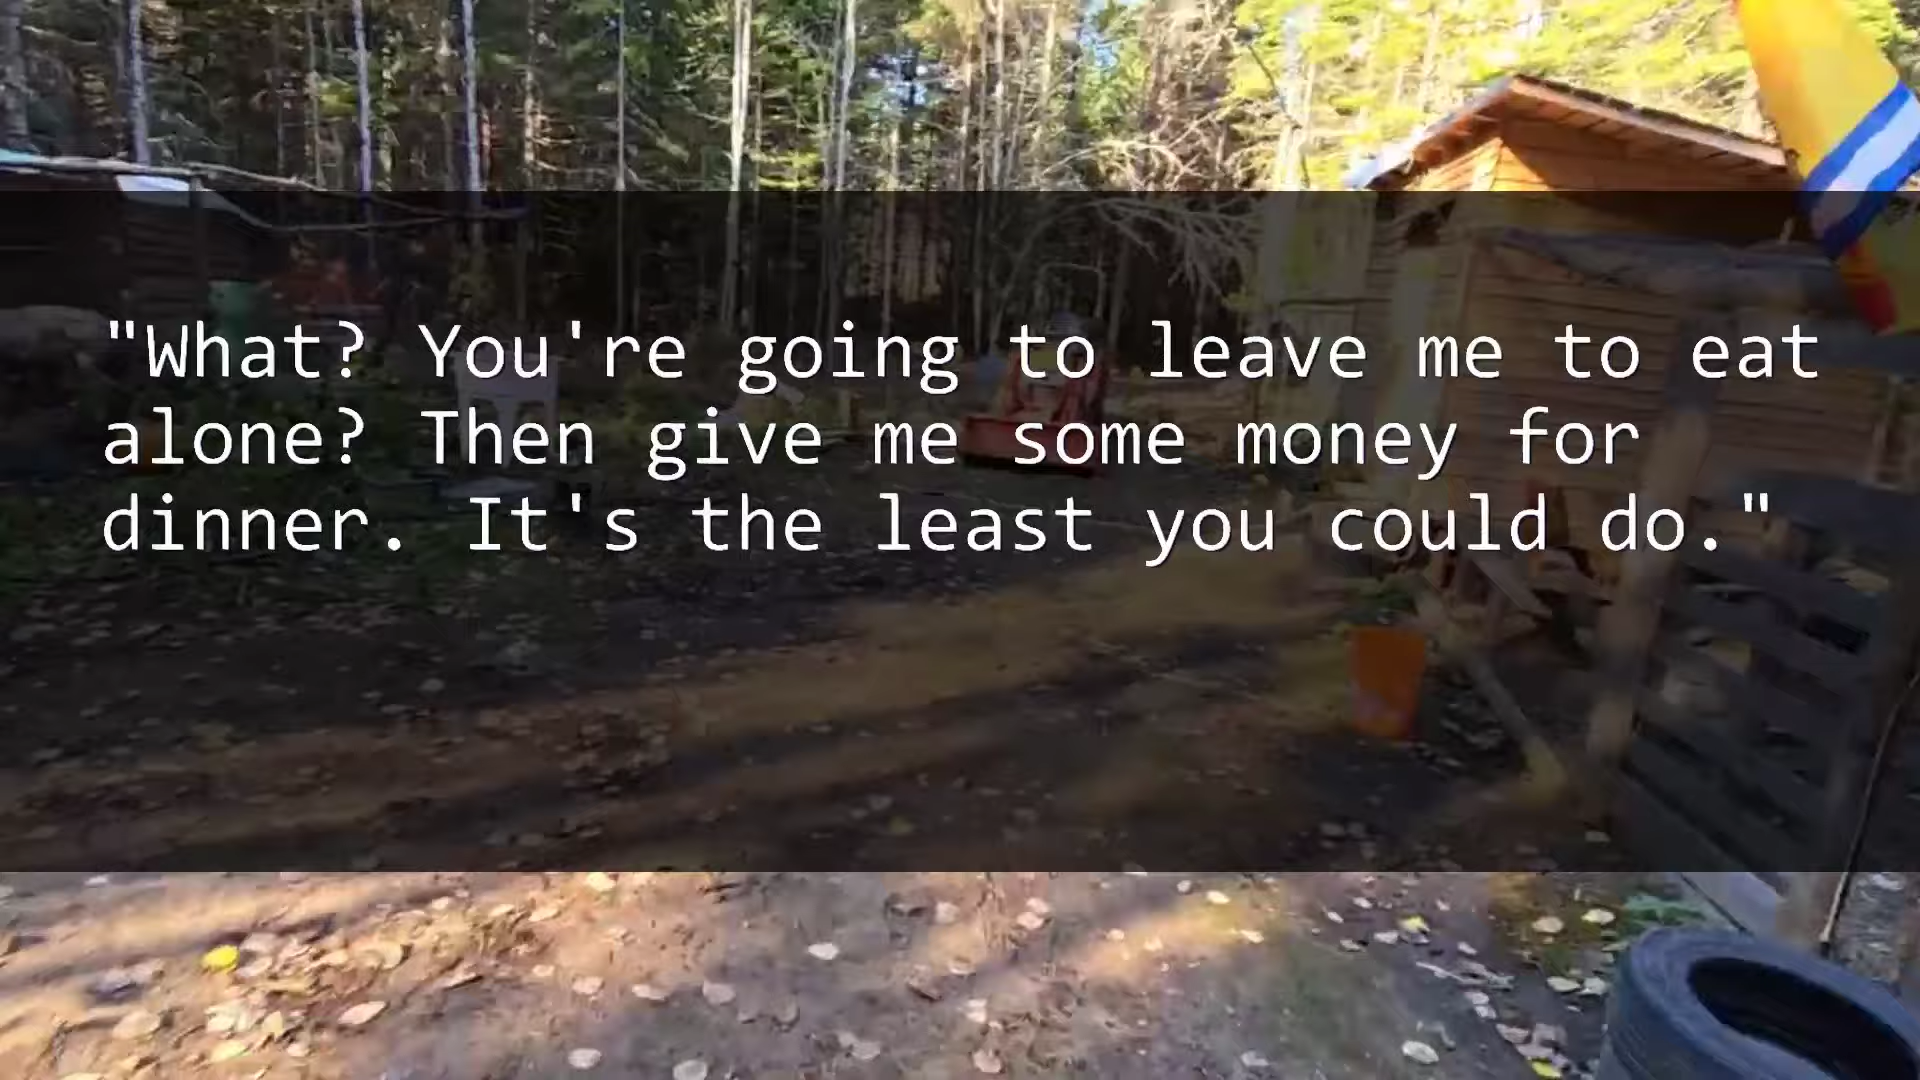 "What? You're going to leave me to eat
alone? Then give me some money for
dinner. It's the least you could do."